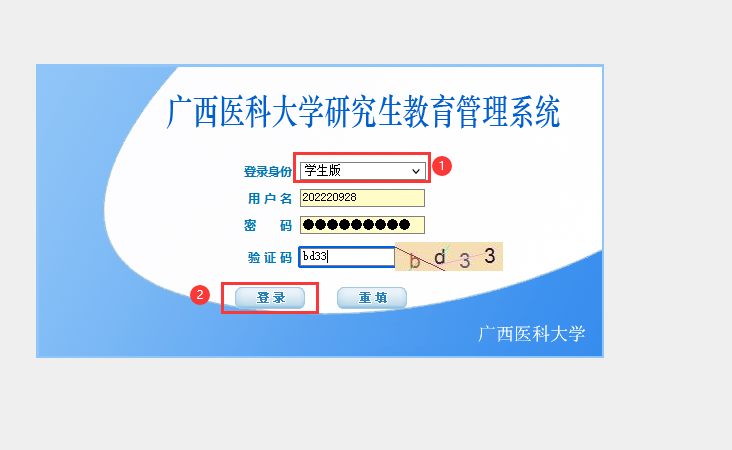 广西医科大学研究生教育管理系统
登录身份 学生版 1
用 户 名 202220928
密 码 ●●●●●●●●●
验 证 码 bd33 b d 3 3
2 登 录 重 填
广西医科大学